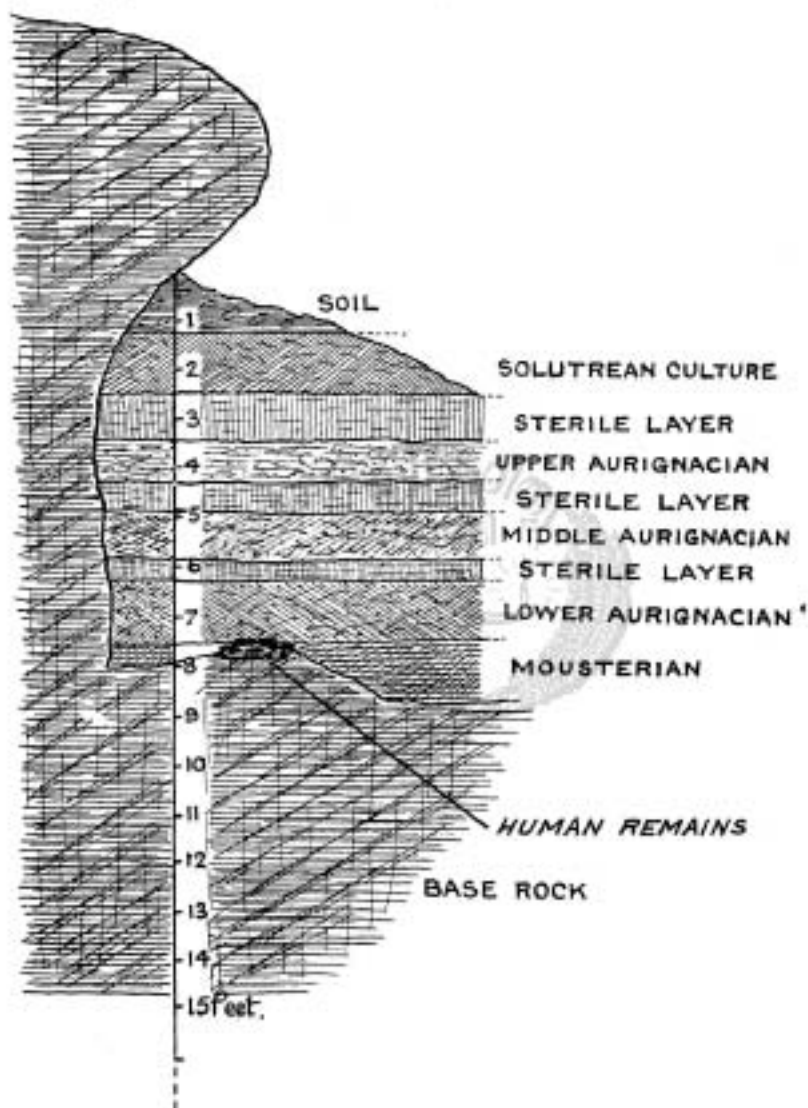 SOIL
1
2
SOLUTREAN CULTURE
3
STERILE LAYER
4
UPPER AURIGNACIAN
STERILE LAYER
5
MIDDLE AURIGNACIAN
6
STERILE LAYER
7
LOWER AURIGNACIAN
8
MOUSTERIAN
9
10
11
HUMAN REMAINS
12
BASE ROCK
13
14
15 Feet.